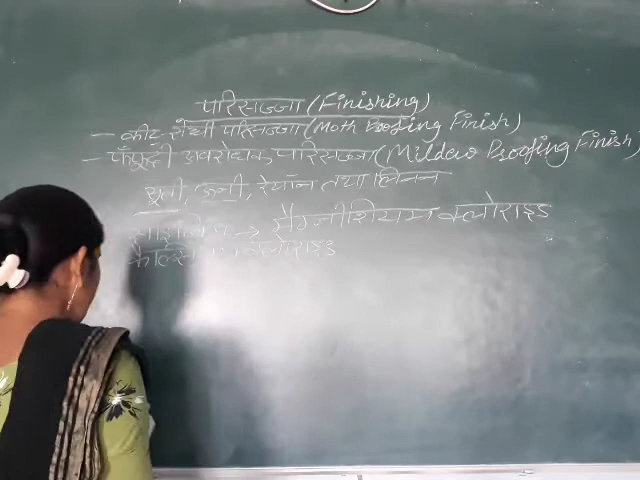 परिसज्जा (Finishing)
— कीट-रोधी परिसज्जा (Moth Proofing Finish)
— फफूंदी अवरोधक परिसज्जा (Mildew Proofing Finish)
सूती, ऊनी, रेयॉन तथा लिनन
→ मैग्नीशियम क्लोराइड
क्लोराइड